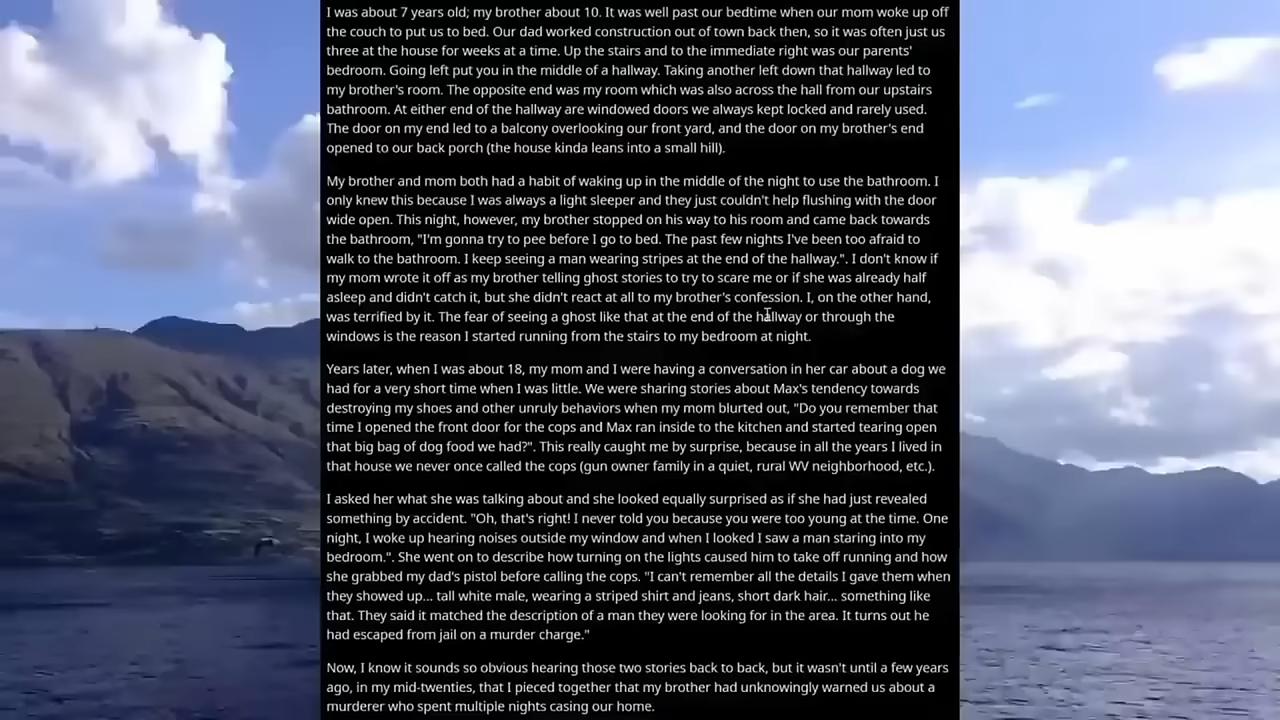 I was about 7 years old; my brother about 10. It was well past our bedtime when our mom woke up off
the couch to put us to bed. Our dad worked construction out of town back then, so it was often just us
three at the house for weeks at a time. Up the stairs and to the immediate right was our parents'
bedroom. Going left put you in the middle of a hallway. Taking another left down that hallway led to
my brother's room. The opposite end was my room which was also across the hall from our upstairs
bathroom. At either end of the hallway are windowed doors we always kept locked and rarely used.
The door on my end led to a balcony overlooking our front yard, and the door on my brother's end
opened to our back porch (the house kinda leans into a small hill).
My brother and mom both had a habit of waking up in the middle of the night to use the bathroom. I
only knew this because I was always a light sleeper and they just couldn't help flushing with the door
wide open. This night, however, my brother stopped on his way to his room and came back towards
the bathroom, "I'm gonna try to pee before I go to bed. The past few nights I've been too afraid to
walk to the bathroom. I keep seeing a man wearing stripes at the end of the hallway.". I don't know if
my mom wrote it off as my brother telling ghost stories to try to scare me or if she was already half
asleep and didn't catch it, but she didn't react at all to my brother's confession. I, on the other hand,
was terrified by it. The fear of seeing a ghost like that at the end of the hallway or through the
windows is the reason I started running from the stairs to my bedroom at night.
Years later, when I was about 18, my mom and I were having a conversation in her car about a dog we
had for a very short time when I was little. We were sharing stories about Max's tendency towards
destroying my shoes and other unruly behaviors when my mom blurted out, "Do you remember that
time I opened the front door for the cops and Max ran inside to the kitchen and started tearing open
that big bag of dog food we had?". This really caught me by surprise, because in all the years I lived in
that house we never once called the cops (gun owner family in a quiet, rural WV neighborhood, etc.).
I asked her what she was talking about and she looked equally surprised as if she had just revealed
something by accident. "Oh, that's right! I never told you because you were too young at the time. One
night, I woke up hearing noises outside my window and when I looked I saw a man staring into my
bedroom.". She went on to describe how turning on the lights caused him to take off running and how
she grabbed my dad's pistol before calling the cops. "I can't remember all the details I gave them when
they showed up... tall white male, wearing a striped shirt and jeans, short dark hair... something like
that. They said it matched the description of a man they were looking for in the area. It turns out he
had escaped from jail on a murder charge."
Now, I know it sounds so obvious hearing those two stories back to back, but it wasn't until a few years
ago, in my mid-twenties, that I pieced together that my brother had unknowingly warned us about a
murderer who spent multiple nights casing our home.